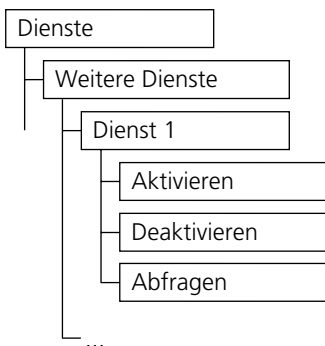 Dienste
Weitere Dienste
Dienst 1
Aktivieren
Deaktivieren
Abfragen
...